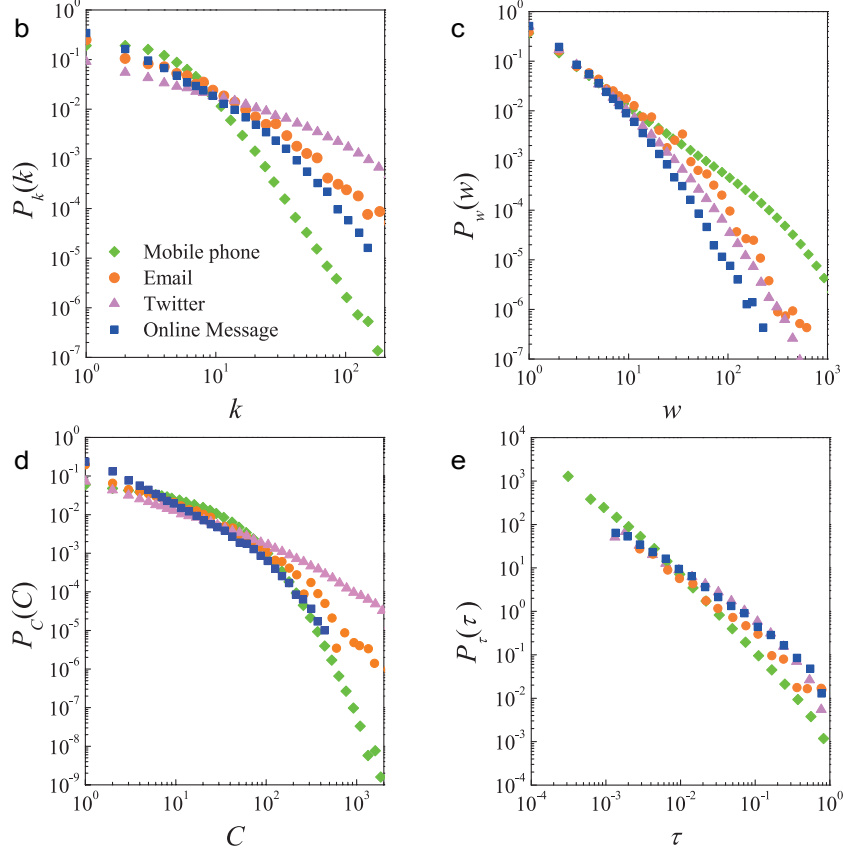 b
10^0
10^-1
10^-2
10^-3
10^-4
10^-5
10^-6
10^-7
P_k(k)
Mobile phone
Email
Twitter
Online Message
10^0 10^1 10^2
k
c
10^0
10^-1
10^-2
10^-3
10^-4
10^-5
10^-6
10^-7
P_w(w)
10^0 10^1 10^2 10^3
w
d
10^0
10^-1
10^-2
10^-3
10^-4
10^-5
10^-6
10^-7
10^-8
10^-9
P_C(C)
10^0 10^1 10^2 10^3
C
e
10^4
10^3
10^2
10^1
10^0
10^-1
10^-2
10^-3
10^-4
P_τ(τ)
10^-4 10^-3 10^-2 10^-1 10^0
τ